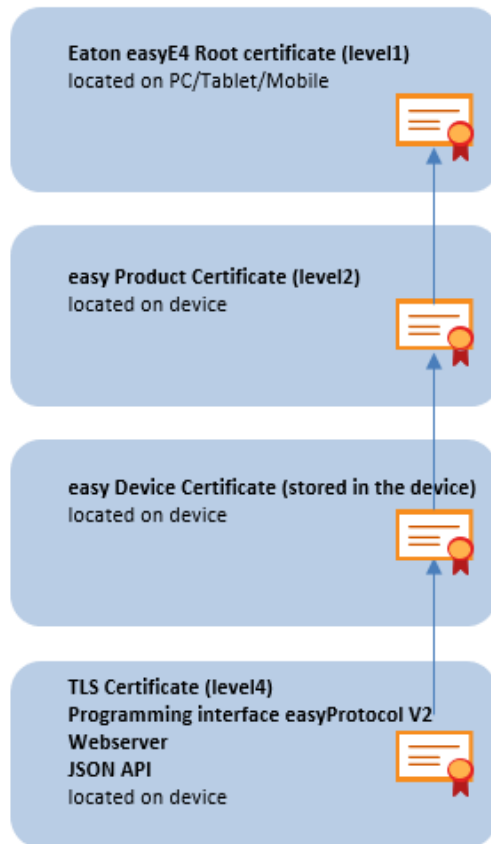 Eaton easyE4 Root certificate (level1)
located on PC/Tablet/Mobile
easy Product Certificate (level2)
located on device
easy Device Certificate (stored in the device)
located on device
TLS Certificate (level4)
Programming interface easyProtocol V2
Webserver
JSON API
located on device